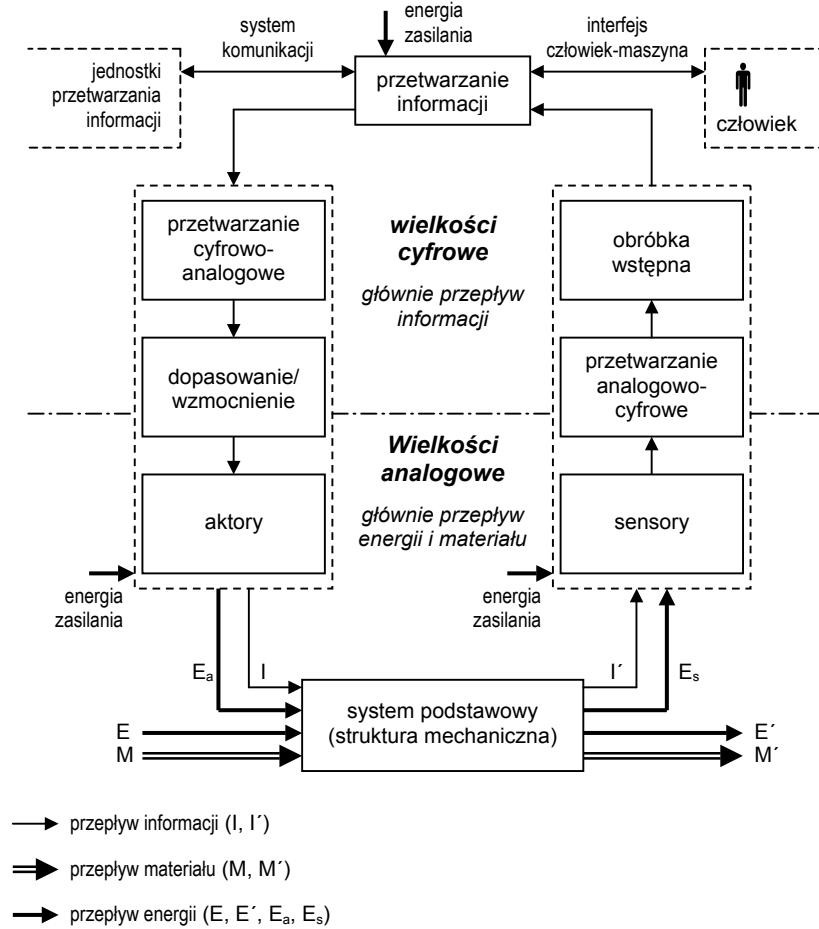 system
komunikacji
energia
zasilania
interfejs
człowiek-maszyna
jednostki
przetwarzania
informacji
przetwarzanie
informacji
człowiek
przetwarzanie
cyfrowo-
analogowe
wielkości
cyfrowe
głównie przepływ
informacji
obróbka
wstępna
dopasowanie/
wzmocnienie
przetwarzanie
analogowo-
cyfrowe
Wielkości
analogowe
głównie przepływ
energii i materiału
aktory
sensory
energia
zasilania
energia
zasilania
Ea
I
I´
Es
system podstawowy
(struktura mechaniczna)
E
M
E´
M´
przepływ informacji (I, I´)
przepływ materiału (M, M´)
przepływ energii (E, E´, Ea, Es)